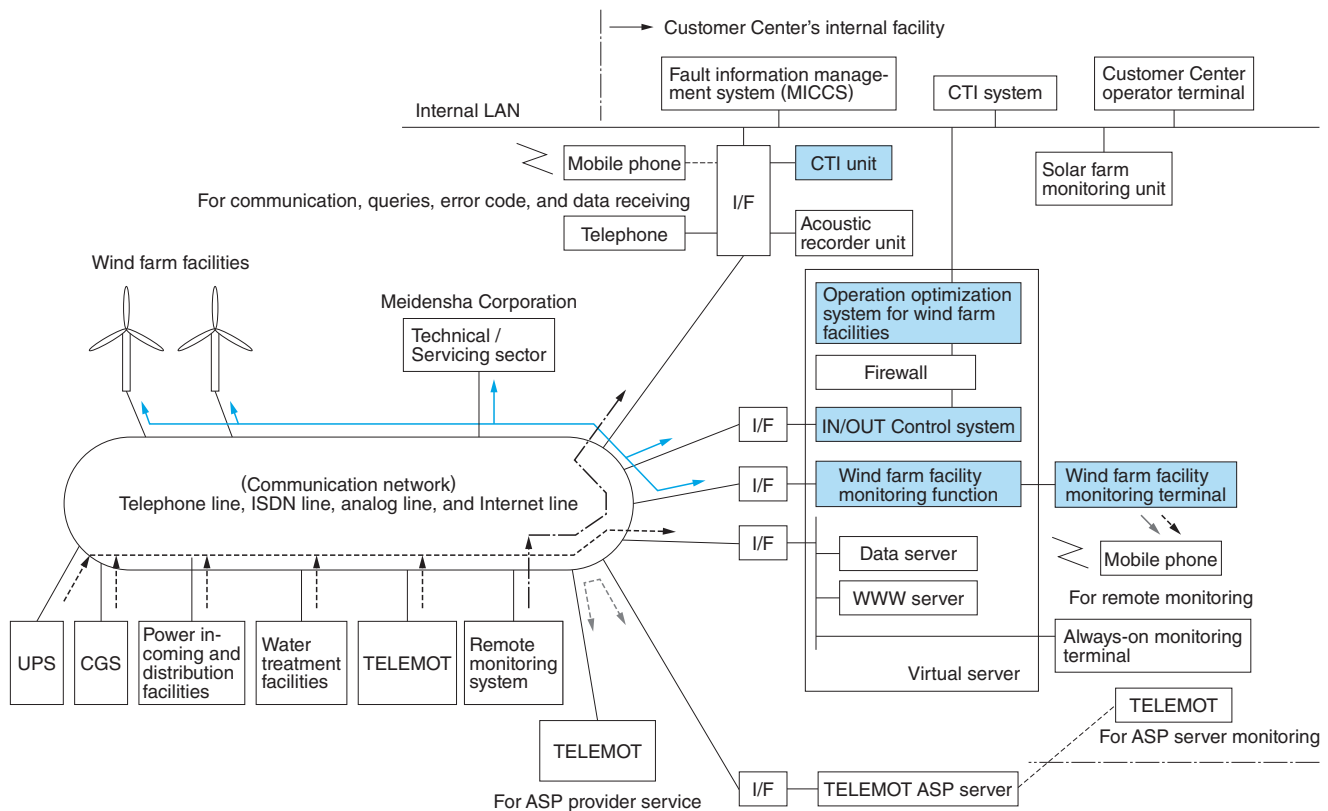 Customer Center's internal facility
Fault information manage-
ment system (MICCS)
CTI system
Customer Center
operator terminal
Internal LAN
Mobile phone
I/F
CTI unit
Solar farm
monitoring unit
For communication, queries, error code, and data receiving
Telephone
Acoustic
recorder unit
Wind farm facilities
Meidensha Corporation
Technical /
Servicing sector
Operation optimization
system for wind farm
facilities
Firewall
I/F
IN/OUT Control system
(Communication network)
Telephone line, ISDN line, analog line, and Internet line
I/F
Wind farm facility
monitoring function
Wind farm facility
monitoring terminal
I/F
Data server
Mobile phone
WWW server
For remote monitoring
UPS
CGS
Power in-
coming and
distribution
facilities
Water
treatment
facilities
TELEMOT
Remote
monitoring
system
Always-on monitoring
terminal
Virtual server
TELEMOT
For ASP provider service
TELEMOT
For ASP server monitoring
I/F
TELEMOT ASP server